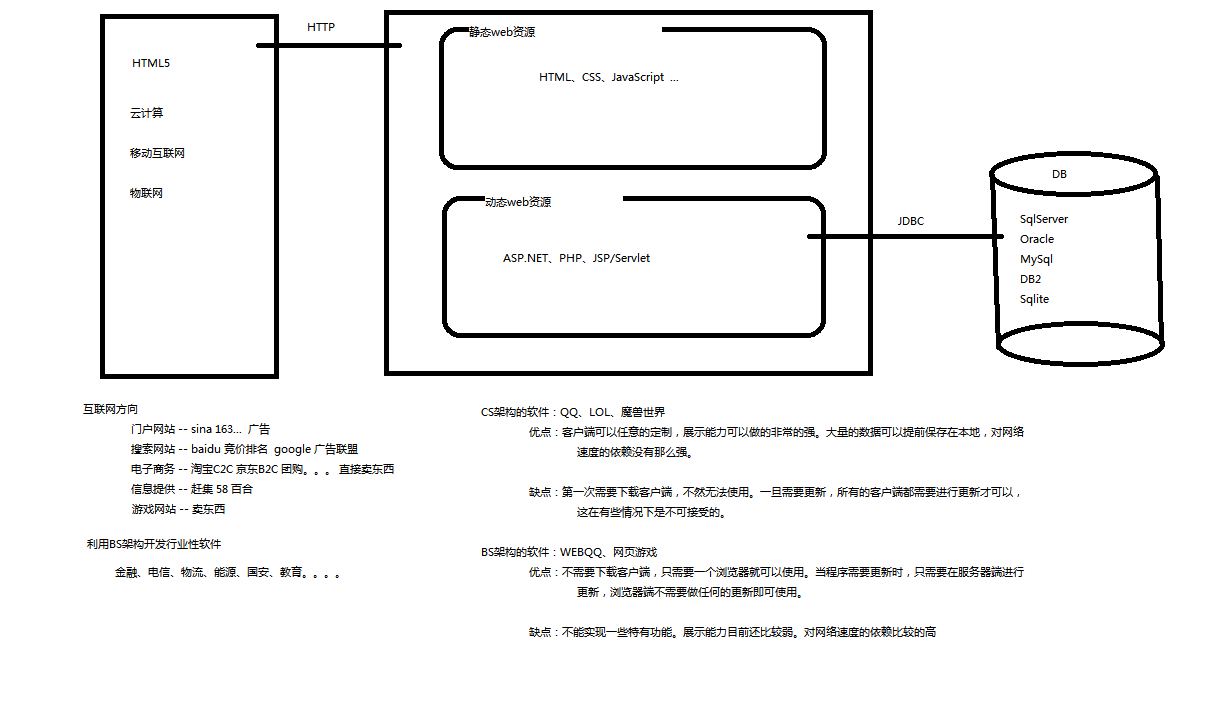 HTTP
HTML5
云计算
移动互联网
物联网
静态web资源
HTML、CSS、JavaScript ...
动态web资源
ASP.NET、PHP、JSP/Servlet
JDBC
DB
SqlServer
Oracle
MySql
DB2
Sqlite
互联网方向
门户网站 -- sina 163... 广告
搜索网站 -- baidu 竞价排名 google 广告联盟
电子商务 -- 淘宝C2C 京东B2C 团购。。。 直接卖东西
信息提供 -- 赶集 58 百合
游戏网站 -- 卖东西
利用BS架构开发行业性软件
金融、电信、物流、能源、国安、教育。。。。
CS架构的软件：QQ、LOL、魔兽世界
优点：客户端可以任意的定制，展示能力可以做的非常的强。大量的数据可以提前保存在本地，对网络
速度的依赖没有那么强。
缺点：第一次需要下载客户端，不然无法使用。一旦需要更新，所有的客户端都需要进行更新才可以，
这在有些情况下是不可接受的。
BS架构的软件：WEBQQ、网页游戏
优点：不需要下载客户端，只需要一个浏览器就可以使用。当程序需要更新时，只需要在服务器端进行
更新，浏览器端不需要做任何的更新即可使用。
缺点：不能实现一些特有功能。展示能力目前还比较弱。对网络速度的依赖比较的高